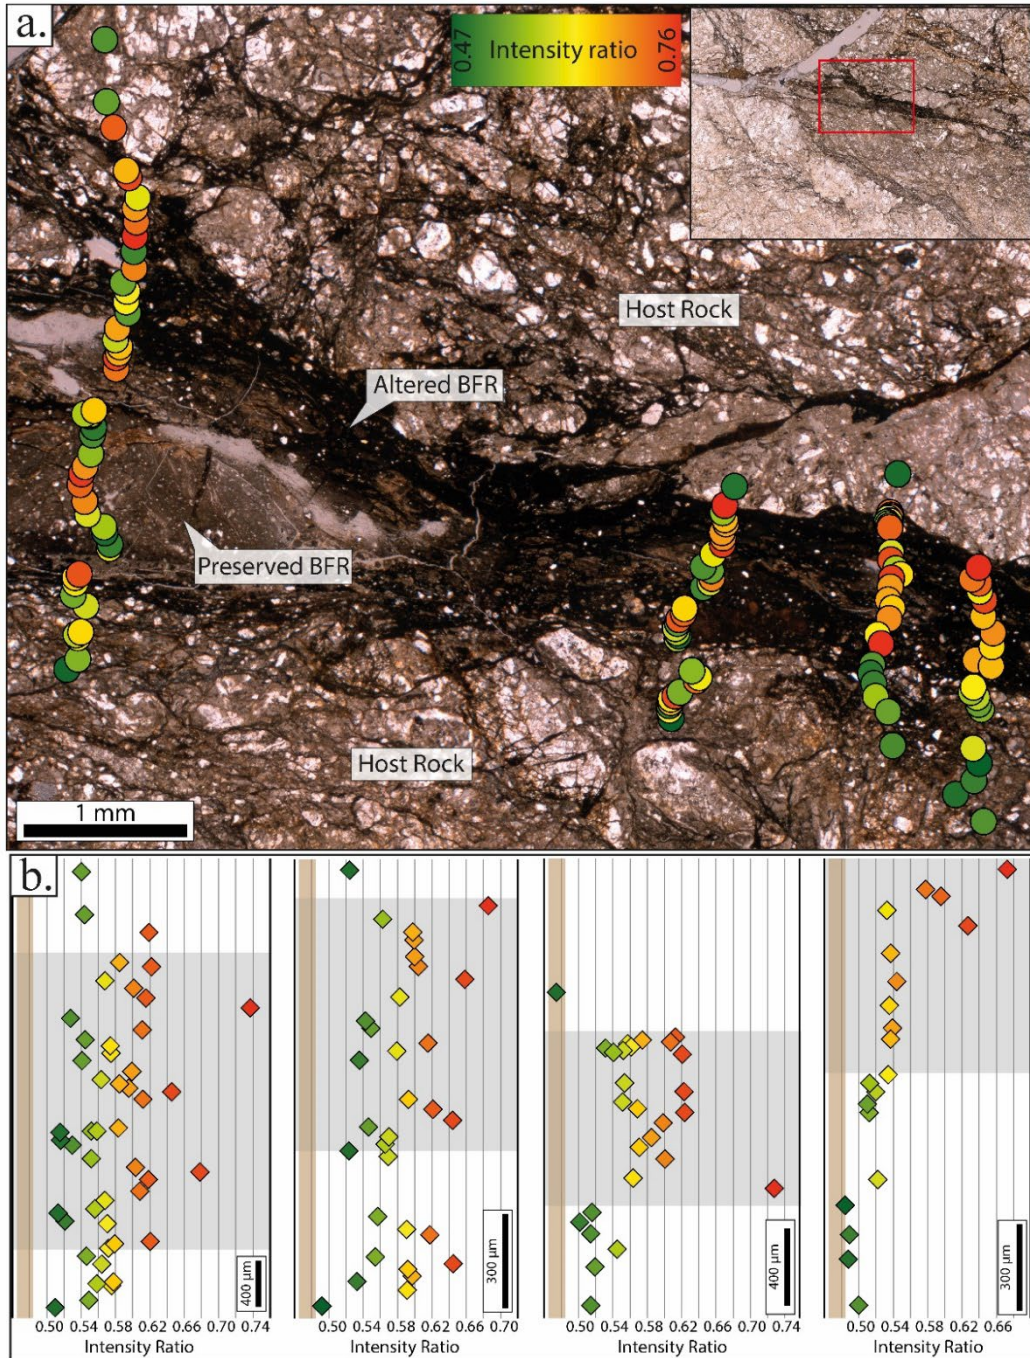 a.
0.47 Intensity ratio 0.76
Host Rock
Altered BFR
Preserved BFR
Host Rock
1 mm
b.
400 µm
300 µm
400 µm
300 µm
0.50 0.54 0.58 0.62 0.66 0.70 0.74
0.50 0.54 0.58 0.62 0.66 0.70
0.50 0.54 0.58 0.62 0.66 0.70 0.74
0.50 0.54 0.58 0.62 0.66
Intensity Ratio
Intensity Ratio
Intensity Ratio
Intensity Ratio